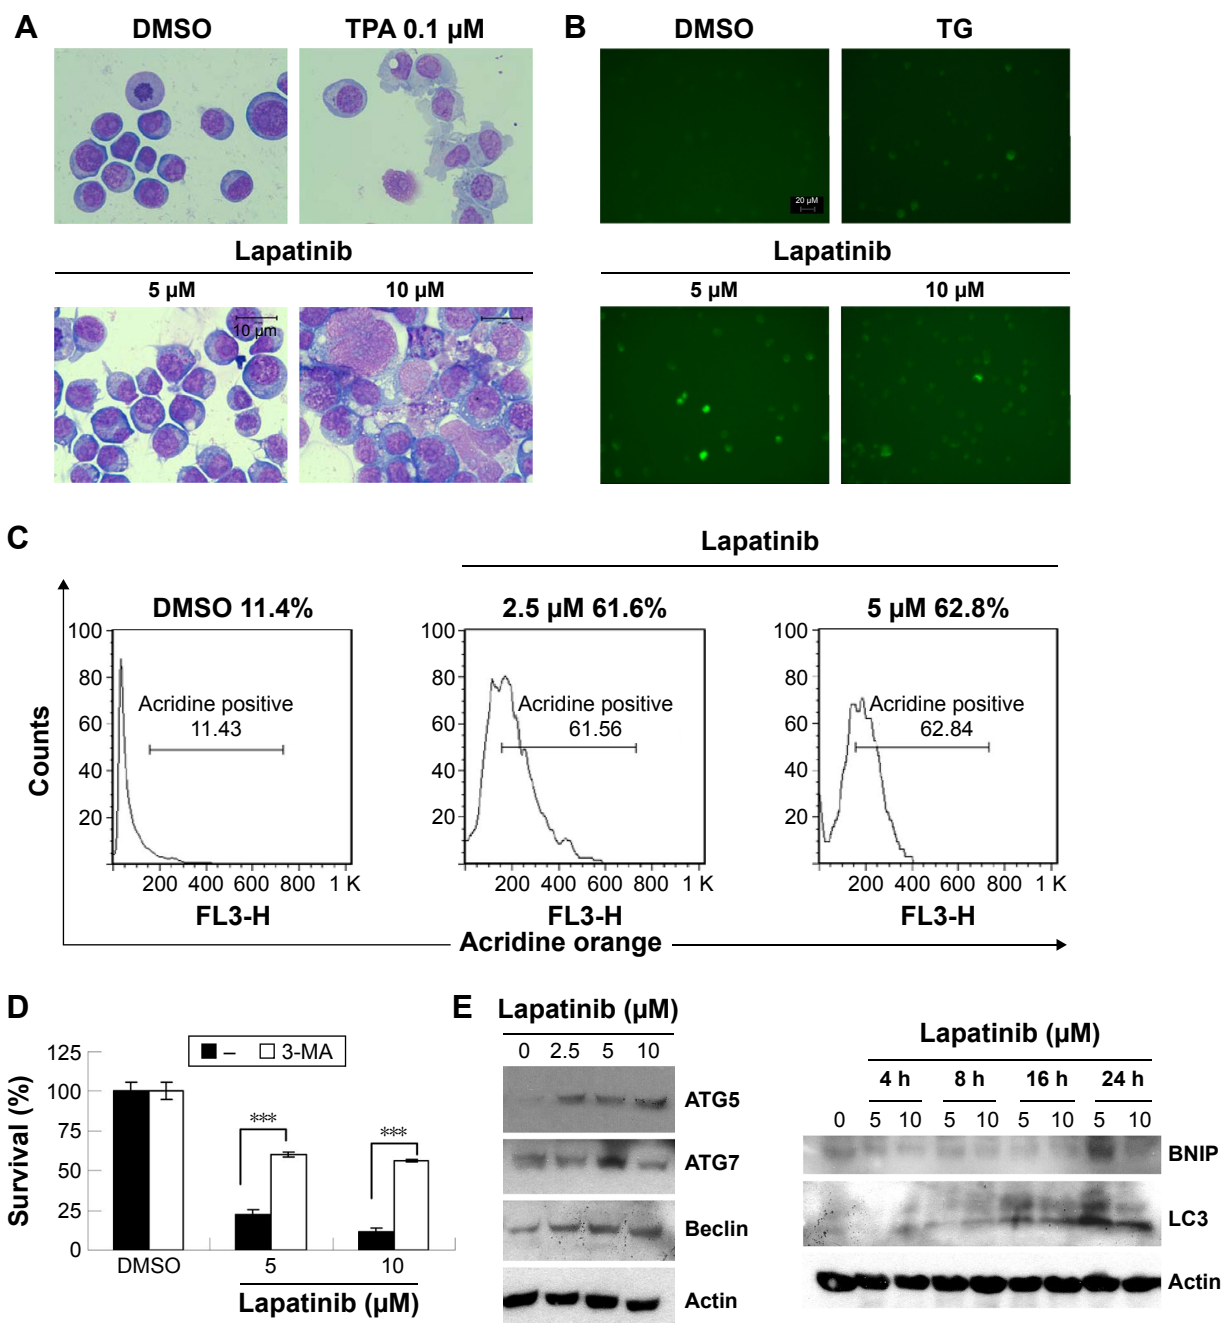 A
DMSO
TPA 0.1 µM
Lapatinib
5 µM
10 µM
10 µm
B
DMSO
TG
20 µM
Lapatinib
5 µM
10 µM
C
Lapatinib
DMSO 11.4%
2.5 µM 61.6%
5 µM 62.8%
Counts
100
80
60
40
20
Acridine positive
11.43
200 400 600 800 1 K
FL3-H
100
80
60
40
20
Acridine positive
61.56
200 400 600 800 1 K
FL3-H
100
80
60
40
20
Acridine positive
62.84
200 400 600 800 1 K
FL3-H
Acridine orange
D
– 3-MA
Survival (%)
125
100
75
50
25
0
***
***
DMSO
5
10
Lapatinib (µM)
E
Lapatinib (µM)
0 2.5 5 10
ATG5
ATG7
Beclin
Actin
Lapatinib (µM)
4 h 8 h 16 h 24 h
0 5 10 5 10 5 10 5 10
BNIP
LC3
Actin